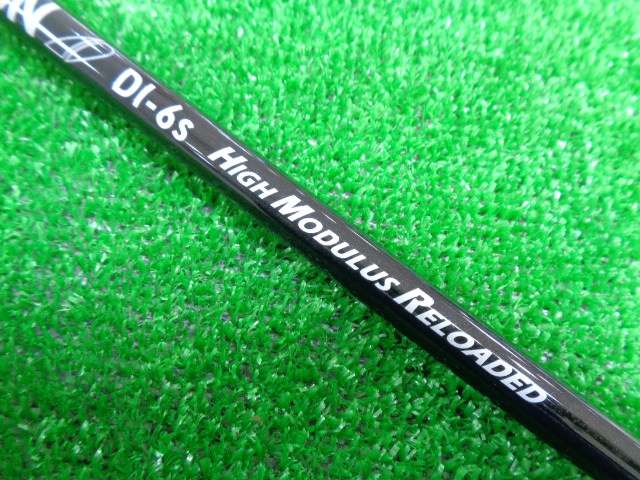 DI-6s HIGH MODULUS RELOADED